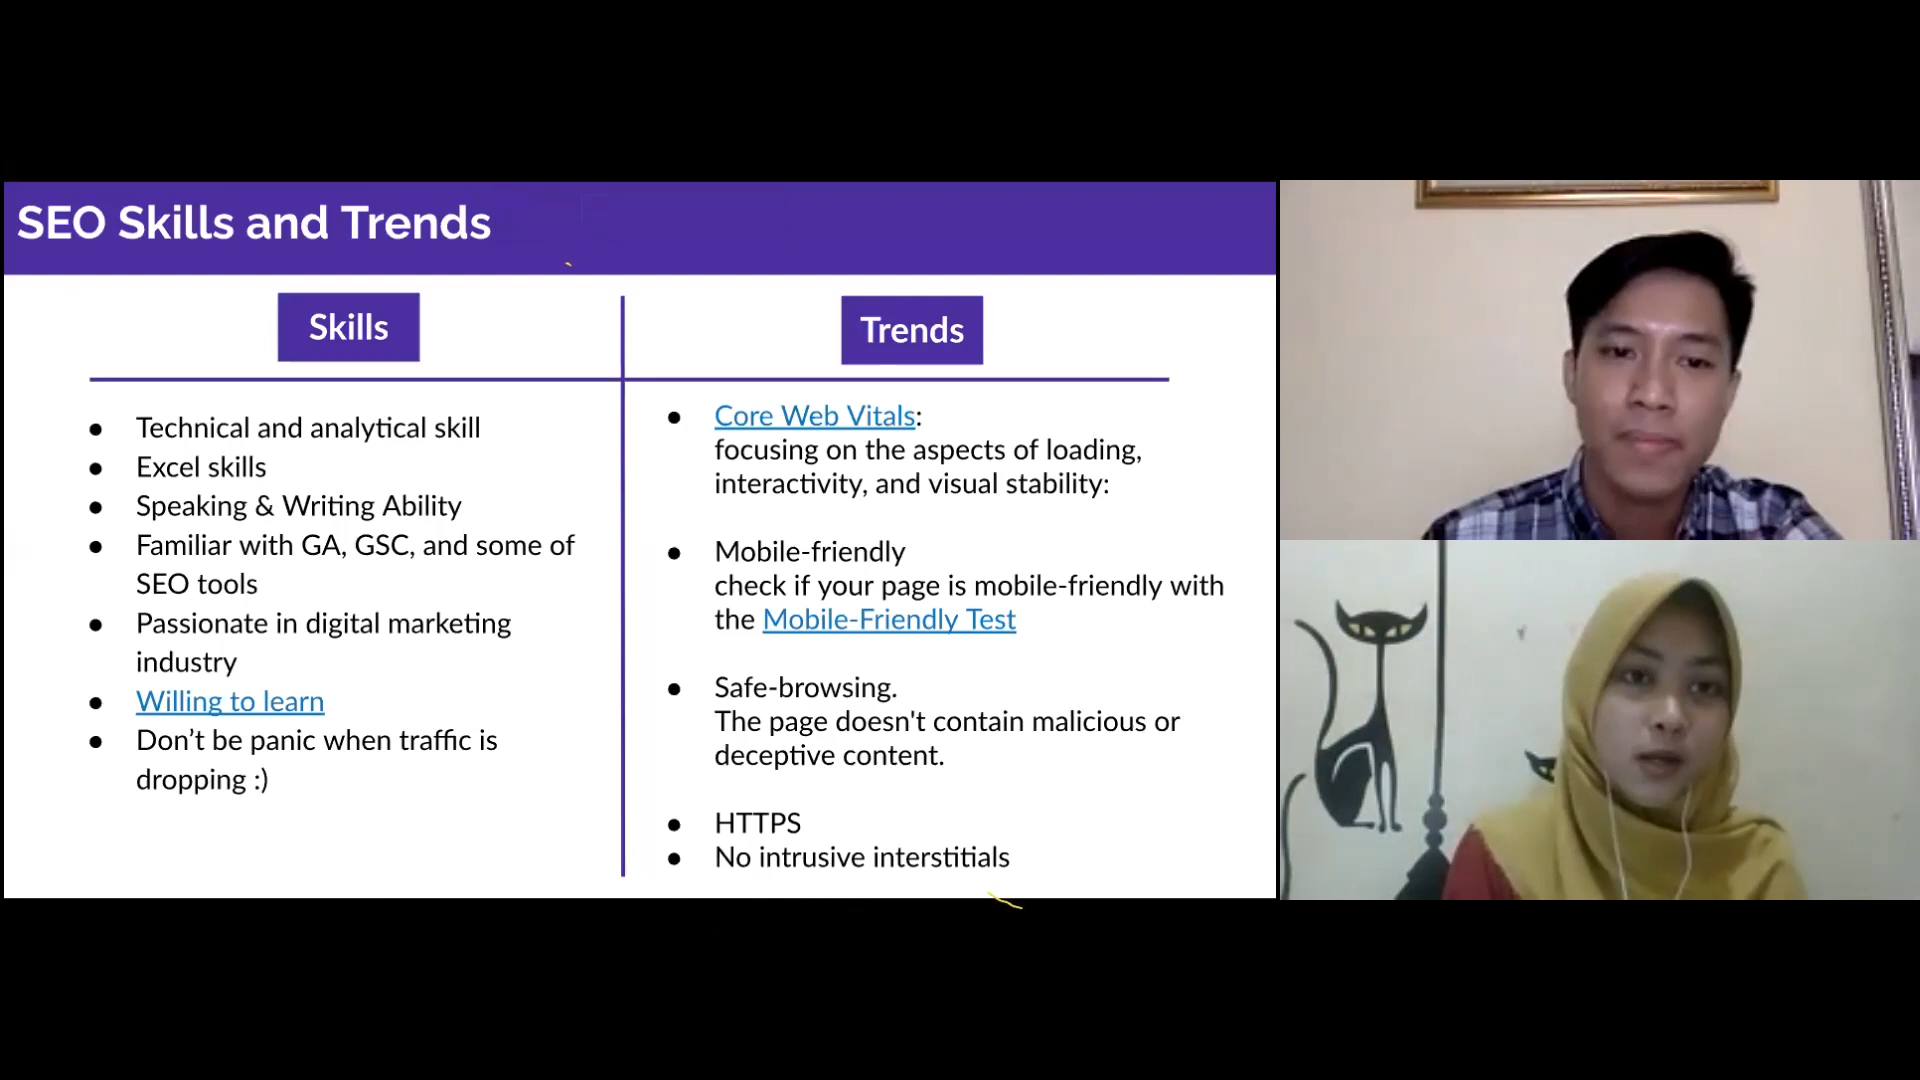 SEO Skills and Trends
Skills
Technical and analytical skill
Excel skills
Speaking & Writing Ability
Familiar with GA, GSC, and some of
SEO tools
Passionate in digital marketing
industry
Willing to learn
Don’t be panic when traffic is
dropping :)
Trends
Core Web Vitals:
focusing on the aspects of loading,
interactivity, and visual stability:
Mobile-friendly
check if your page is mobile-friendly with
the Mobile-Friendly Test
Safe-browsing.
The page doesn't contain malicious or
deceptive content.
HTTPS
No intrusive interstitials